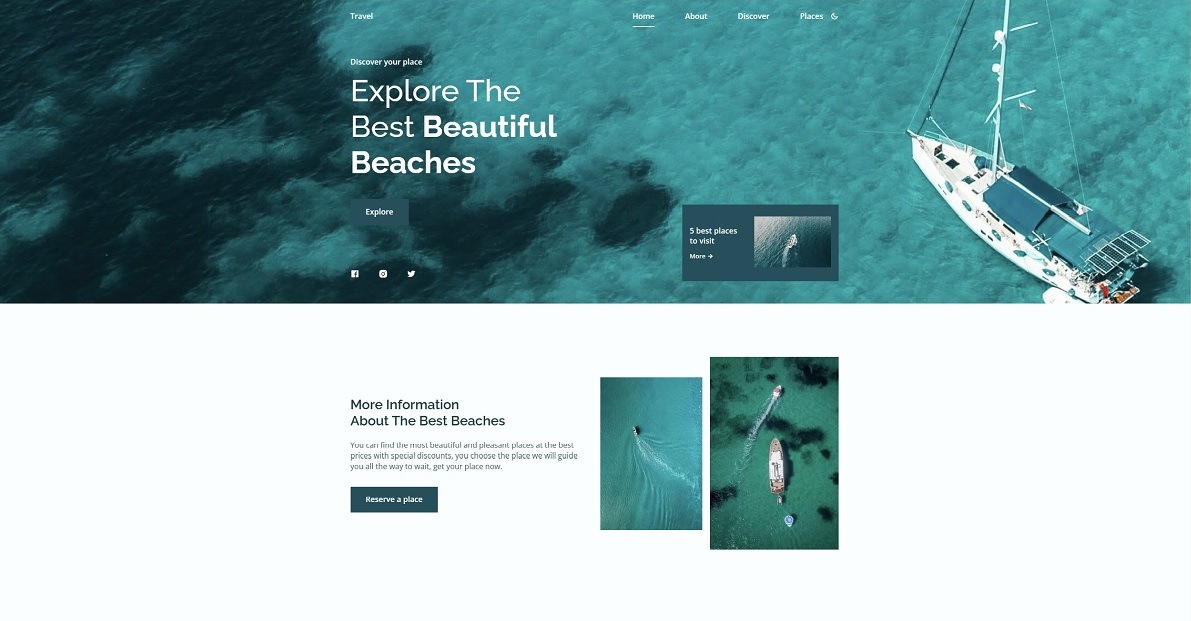 Travel
Home
About
Discover
Places
Discover your place
Explore The
Best Beautiful
Beaches
Explore
5 best places
to visit
More →
More Information
About The Best Beaches
You can find the most beautiful and pleasant places at the best
prices with special discounts, you choose the place we will guide
you all the way to wait, get your place now.
Reserve a place